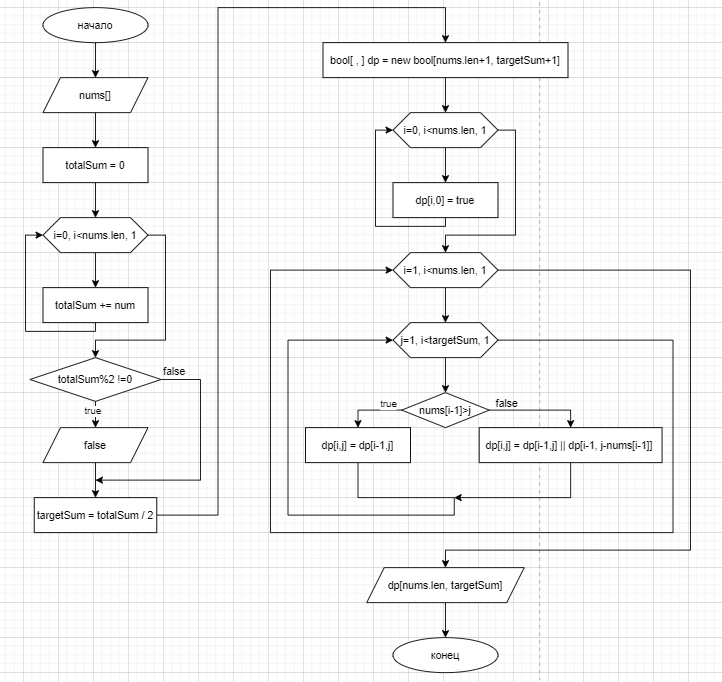 начало
nums[]
totalSum = 0
i=0, i<nums.len, 1
totalSum += num
totalSum%2 !=0
false
true
false
targetSum = totalSum / 2
bool[ , ] dp = new bool[nums.len+1, targetSum+1]
i=0, i<nums.len, 1
dp[i,0] = true
i=1, i<nums.len, 1
j=1, i<targetSum, 1
nums[i-1]>j
true
false
dp[i,j] = dp[i-1,j]
dp[i,j] = dp[i-1,j] || dp[i-1, j-nums[i-1]]
dp[nums.len, targetSum]
конец